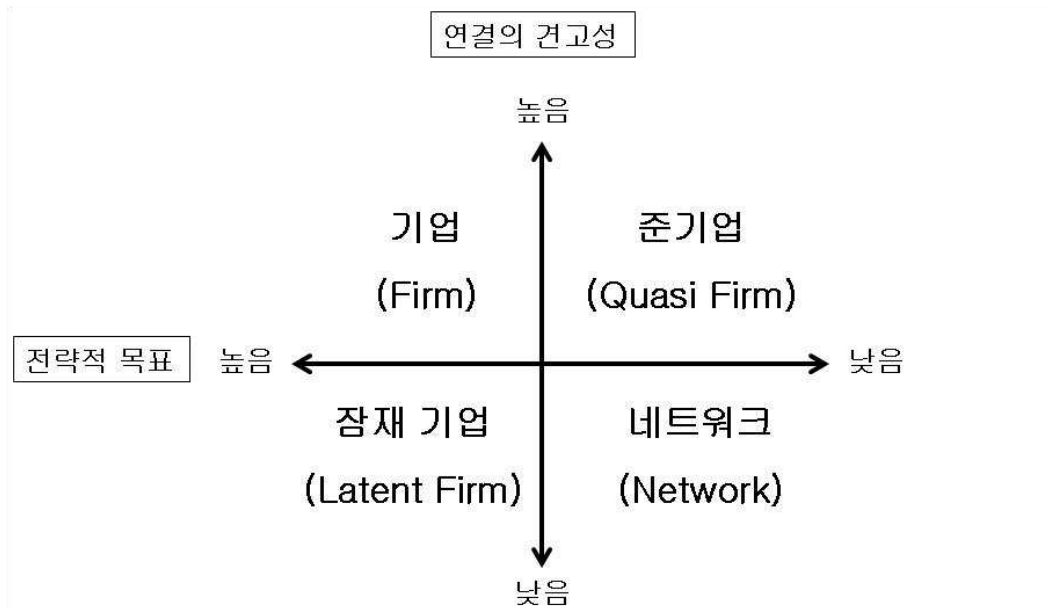 연결의 견고성
높음
기업
(Firm)
준기업
(Quasi Firm)
전략적 목표
높음
낮음
잠재 기업
(Latent Firm)
네트워크
(Network)
낮음